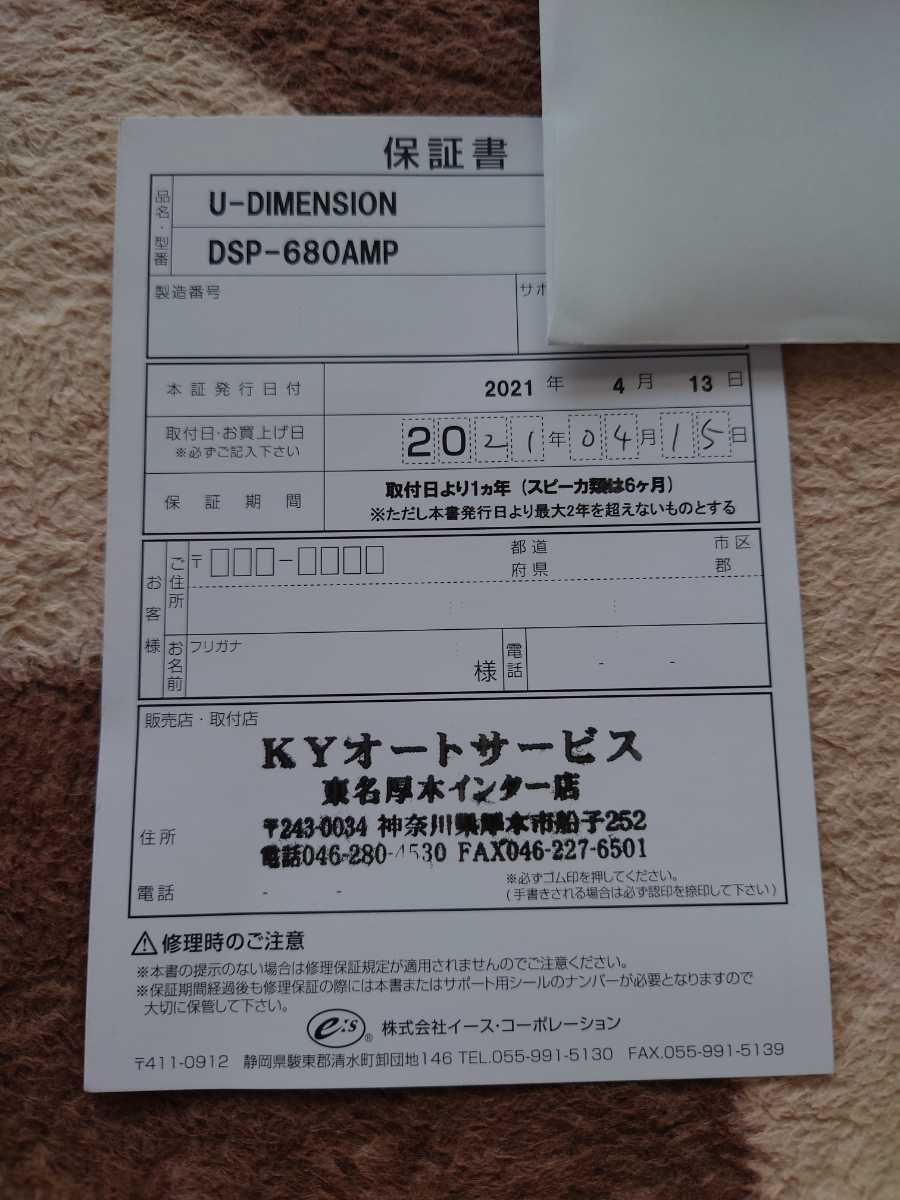 保証書
品名・型番
U-DIMENSION
DSP-680AMP
製造番号
サポ
本証発行日付 2021 年 4 月 13 日
取付日・お買上げ日 2021年04月15日
※必ずご記入下さい
保証期間 取付日より1ヵ年 (スピーカ類は6ヶ月)
※ただし本書発行日より最大2年を超えないものとする
お客様
ご住所 〒 - 都道府県 市区郡
お名前 フリガナ 様 電話 - -
販売店・取付店
KYオートサービス
東名厚木インター店
〒243-0034 神奈川県厚木市船子252
電話046-280-4530 FAX046-227-6501
住所
電話 - -
※必ずゴム印を押してください。
(手書きされる場合は必ず認印を捺印して下さい)
⚠修理時のご注意
※本書の提示のない場合は修理保証規定が適用されませんのでご注意ください。
※保証期間経過後も修理保証の際には本書またはサポート用シールのナンバーが必要となりますので
大切に保管して下さい。
e:s® 株式会社イース・コーポレーション
〒411-0912 静岡県駿東郡清水町卸団地146 TEL.055-991-5130 FAX.055-991-5139